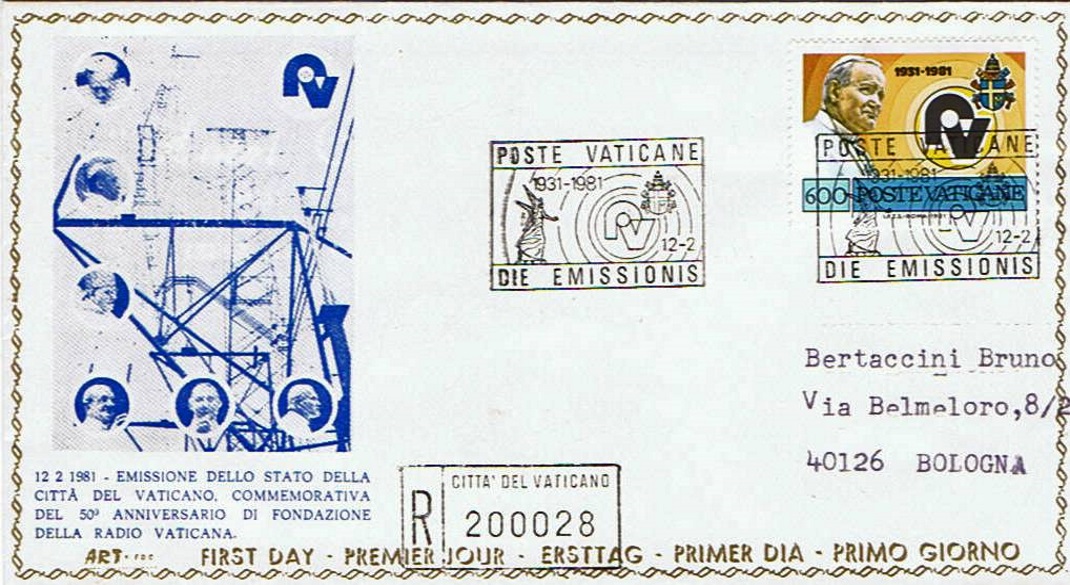 POSTE VATICANE
1931-1981
12-2
DIE EMISSIONIS
1931-1981
POSTE VATICANE
1931-1981
600 POSTE VATICANE
12-2
DIE EMISSIONIS
Bertaccini Bruno
Via Belmeloro,8/2
40126 BOLOGNA
12 2 1981 - EMISSIONE DELLO STATO DELLA
CITTÀ DEL VATICANO, COMMEMORATIVA
DEL 50º ANNIVERSARIO DI FONDAZIONE
DELLA RADIO VATICANA.
R
CITTA' DEL VATICANO
200028
ART. FDC FIRST DAY - PREMIER JOUR - ERSTTAG - PRIMER DIA - PRIMO GIORNO